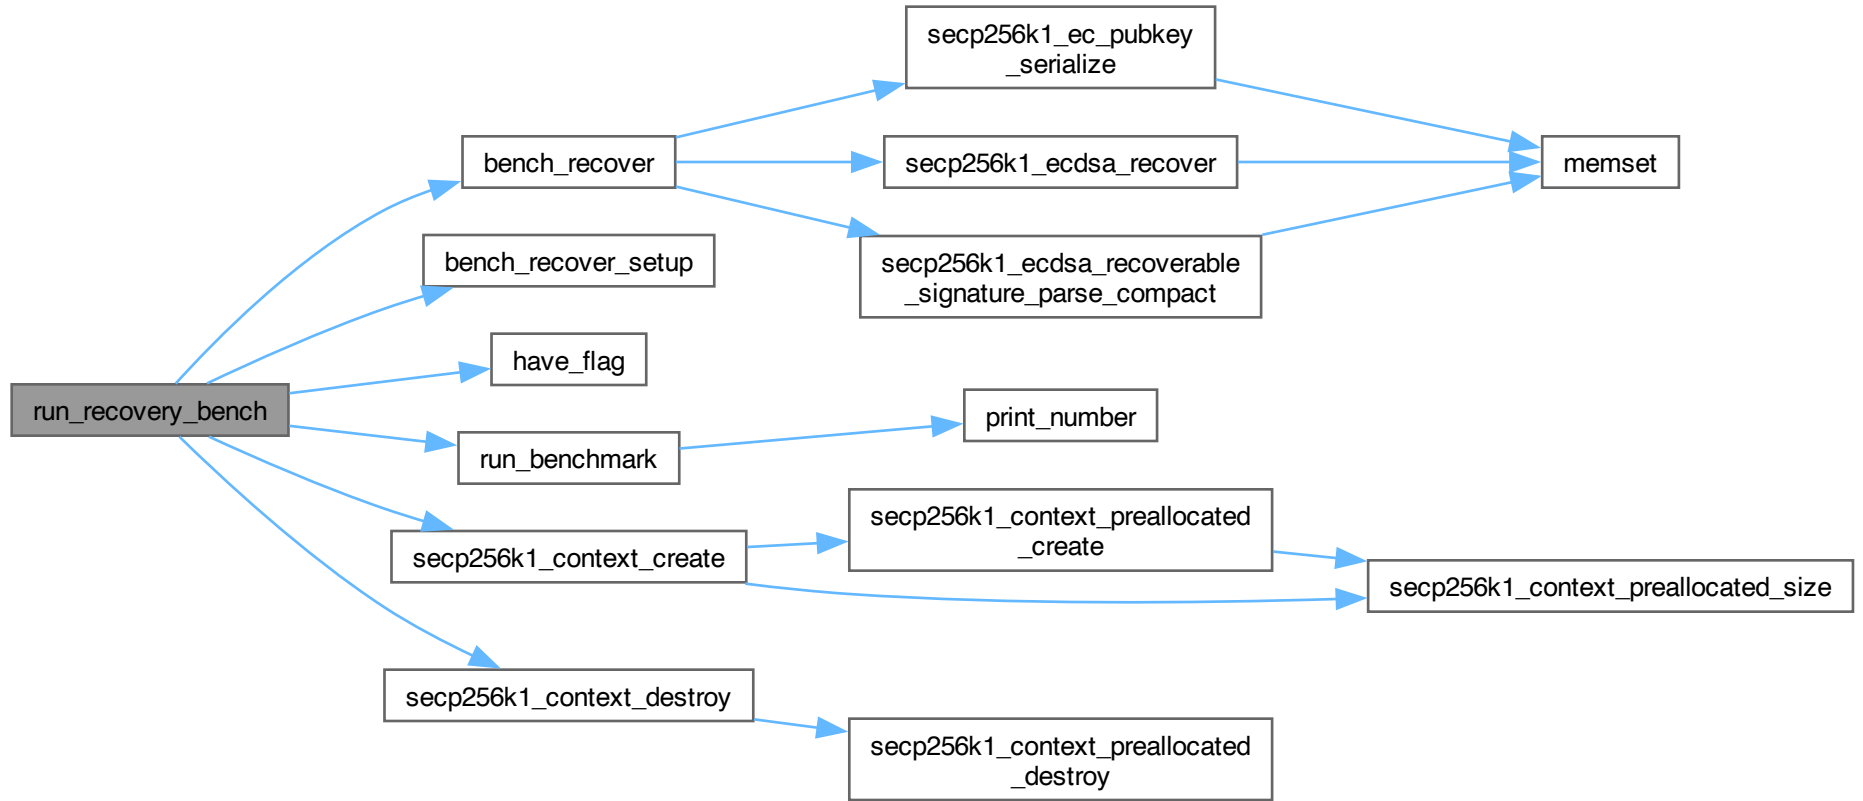 run_recovery_bench
bench_recover
bench_recover_setup
have_flag
run_benchmark
secp256k1_context_create
secp256k1_context_destroy
secp256k1_ec_pubkey
_serialize
secp256k1_ecdsa_recover
secp256k1_ecdsa_recoverable
_signature_parse_compact
print_number
secp256k1_context_preallocated
_create
secp256k1_context_preallocated
_destroy
memset
secp256k1_context_preallocated_size